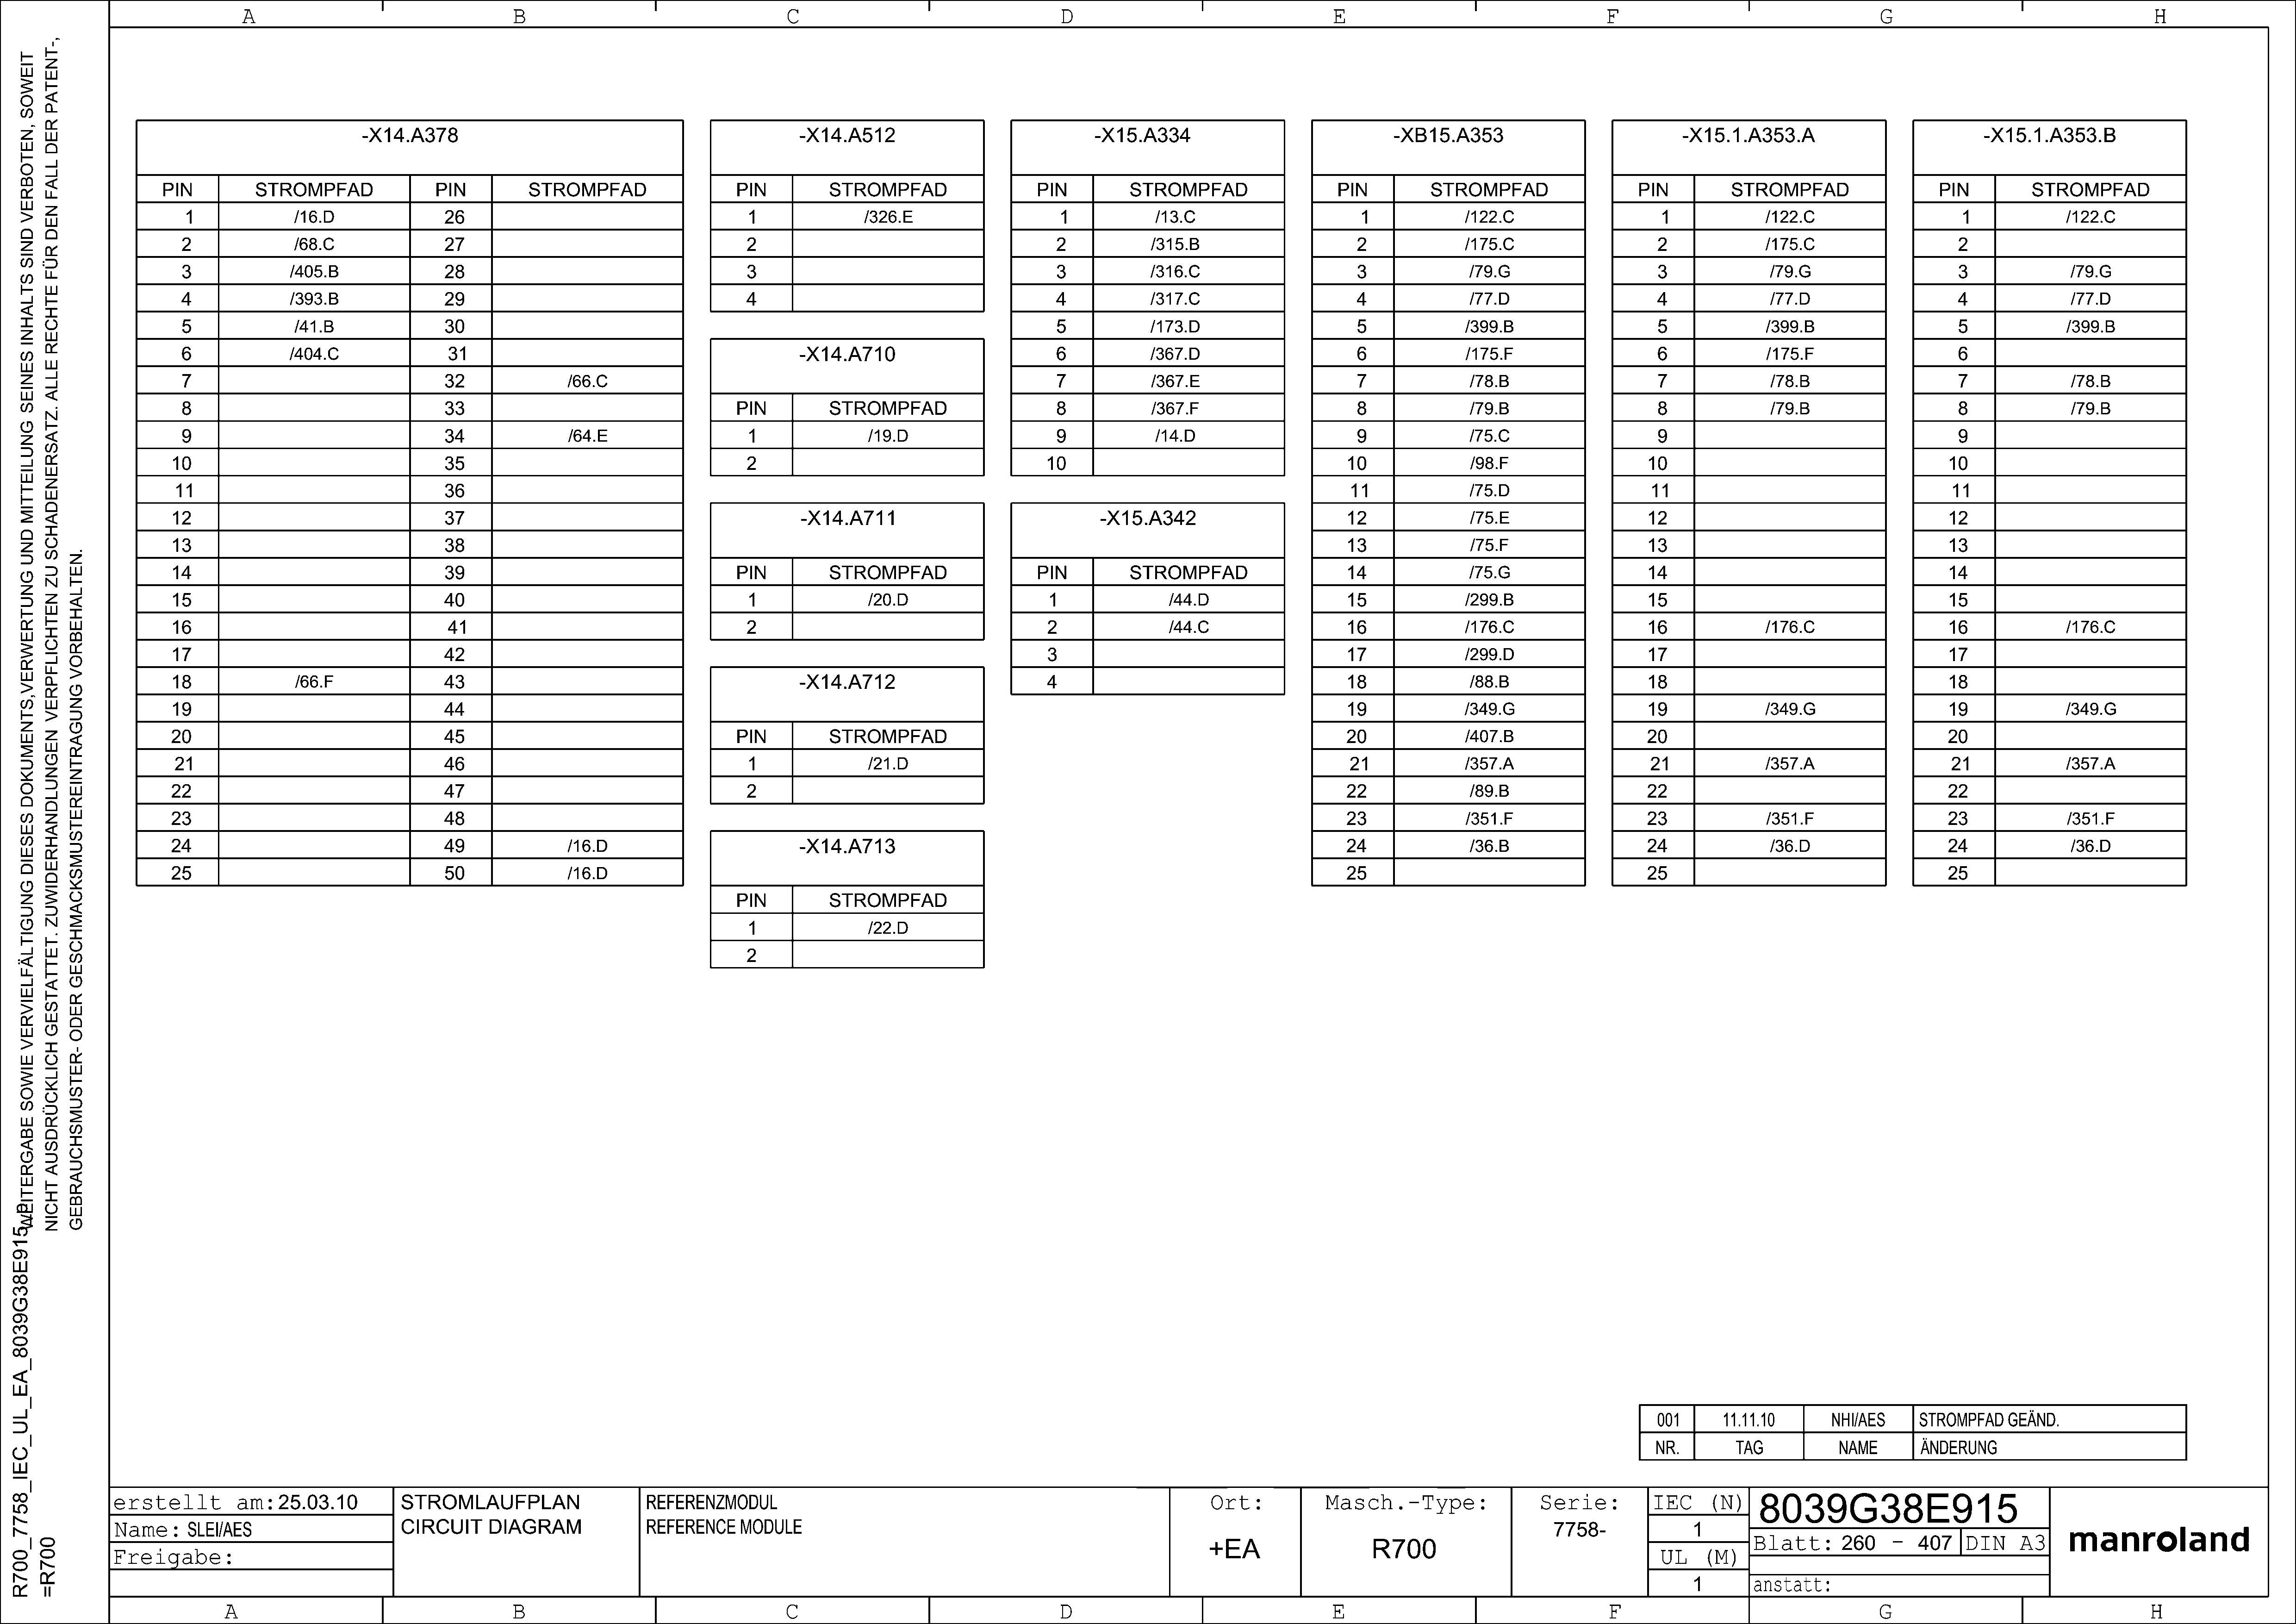 A B C D E F G H
WEITERGABE SOWIE VERVIELFÄLTIGUNG DIESES DOKUMENTS,VERWERTUNG UND MITTEILUNG SEINES INHALTS SIND VERBOTEN, SOWEIT
NICHT AUSDRÜCKLICH GESTATTET. ZUWIDERHANDLUNGEN VERPFLICHTEN ZU SCHADENERSATZ. ALLE RECHTE FÜR DEN FALL DER PATENT-,
GEBRAUCHSMUSTER- ODER GESCHMACKSMUSTEREINTRAGUNG VORBEHALTEN.
R700_7758_IEC_UL_EA_8039G38E915_P
=R700
-X14.A378
PIN STROMPFAD PIN STROMPFAD
1 /16.D 26
2 /68.C 27
3 /405.B 28
4 /393.B 29
5 /41.B 30
6 /404.C 31
7 32 /66.C
8 33
9 34 /64.E
10 35
11 36
12 37
13 38
14 39
15 40
16 41
17 42
18 /66.F 43
19 44
20 45
21 46
22 47
23 48
24 49 /16.D
25 50 /16.D
-X14.A512
PIN STROMPFAD
1 /326.E
2
3
4
-X14.A710
PIN STROMPFAD
1 /19.D
2
-X14.A711
PIN STROMPFAD
1 /20.D
2
-X14.A712
PIN STROMPFAD
1 /21.D
2
-X14.A713
PIN STROMPFAD
1 /22.D
2
-X15.A334
PIN STROMPFAD
1 /13.C
2 /315.B
3 /316.C
4 /317.C
5 /173.D
6 /367.D
7 /367.E
8 /367.F
9 /14.D
10
-X15.A342
PIN STROMPFAD
1 /44.D
2 /44.C
3
4
-XB15.A353
PIN STROMPFAD
1 /122.C
2 /175.C
3 /79.G
4 /77.D
5 /399.B
6 /175.F
7 /78.B
8 /79.B
9 /75.C
10 /98.F
11 /75.D
12 /75.E
13 /75.F
14 /75.G
15 /299.B
16 /176.C
17 /299.D
18 /88.B
19 /349.G
20 /407.B
21 /357.A
22 /89.B
23 /351.F
24 /36.B
25
-X15.1.A353.A
PIN STROMPFAD
1 /122.C
2 /175.C
3 /79.G
4 /77.D
5 /399.B
6 /175.F
7 /78.B
8 /79.B
9
10
11
12
13
14
15
16 /176.C
17
18
19 /349.G
20
21 /357.A
22
23 /351.F
24 /36.D
25
-X15.1.A353.B
PIN STROMPFAD
1 /122.C
2
3 /79.G
4 /77.D
5 /399.B
6
7 /78.B
8 /79.B
9
10
11
12
13
14
15
16 /176.C
17
18
19 /349.G
20
21 /357.A
22
23 /351.F
24 /36.D
25
001 11.11.10 NHI/AES STROMPFAD GEÄND.
NR. TAG NAME ÄNDERUNG
erstellt am: 25.03.10
Name: SLEI/AES
Freigabe:
STROMLAUFPLAN
CIRCUIT DIAGRAM
REFERENZMODUL
REFERENCE MODULE
Ort:
+EA
Masch.-Type:
R700
Serie:
7758-
IEC (N)
1
UL (M)
1
8039G38E915
Blatt: 260 - 407 DIN A3
anstatt:
manroland
A B C D E F G H